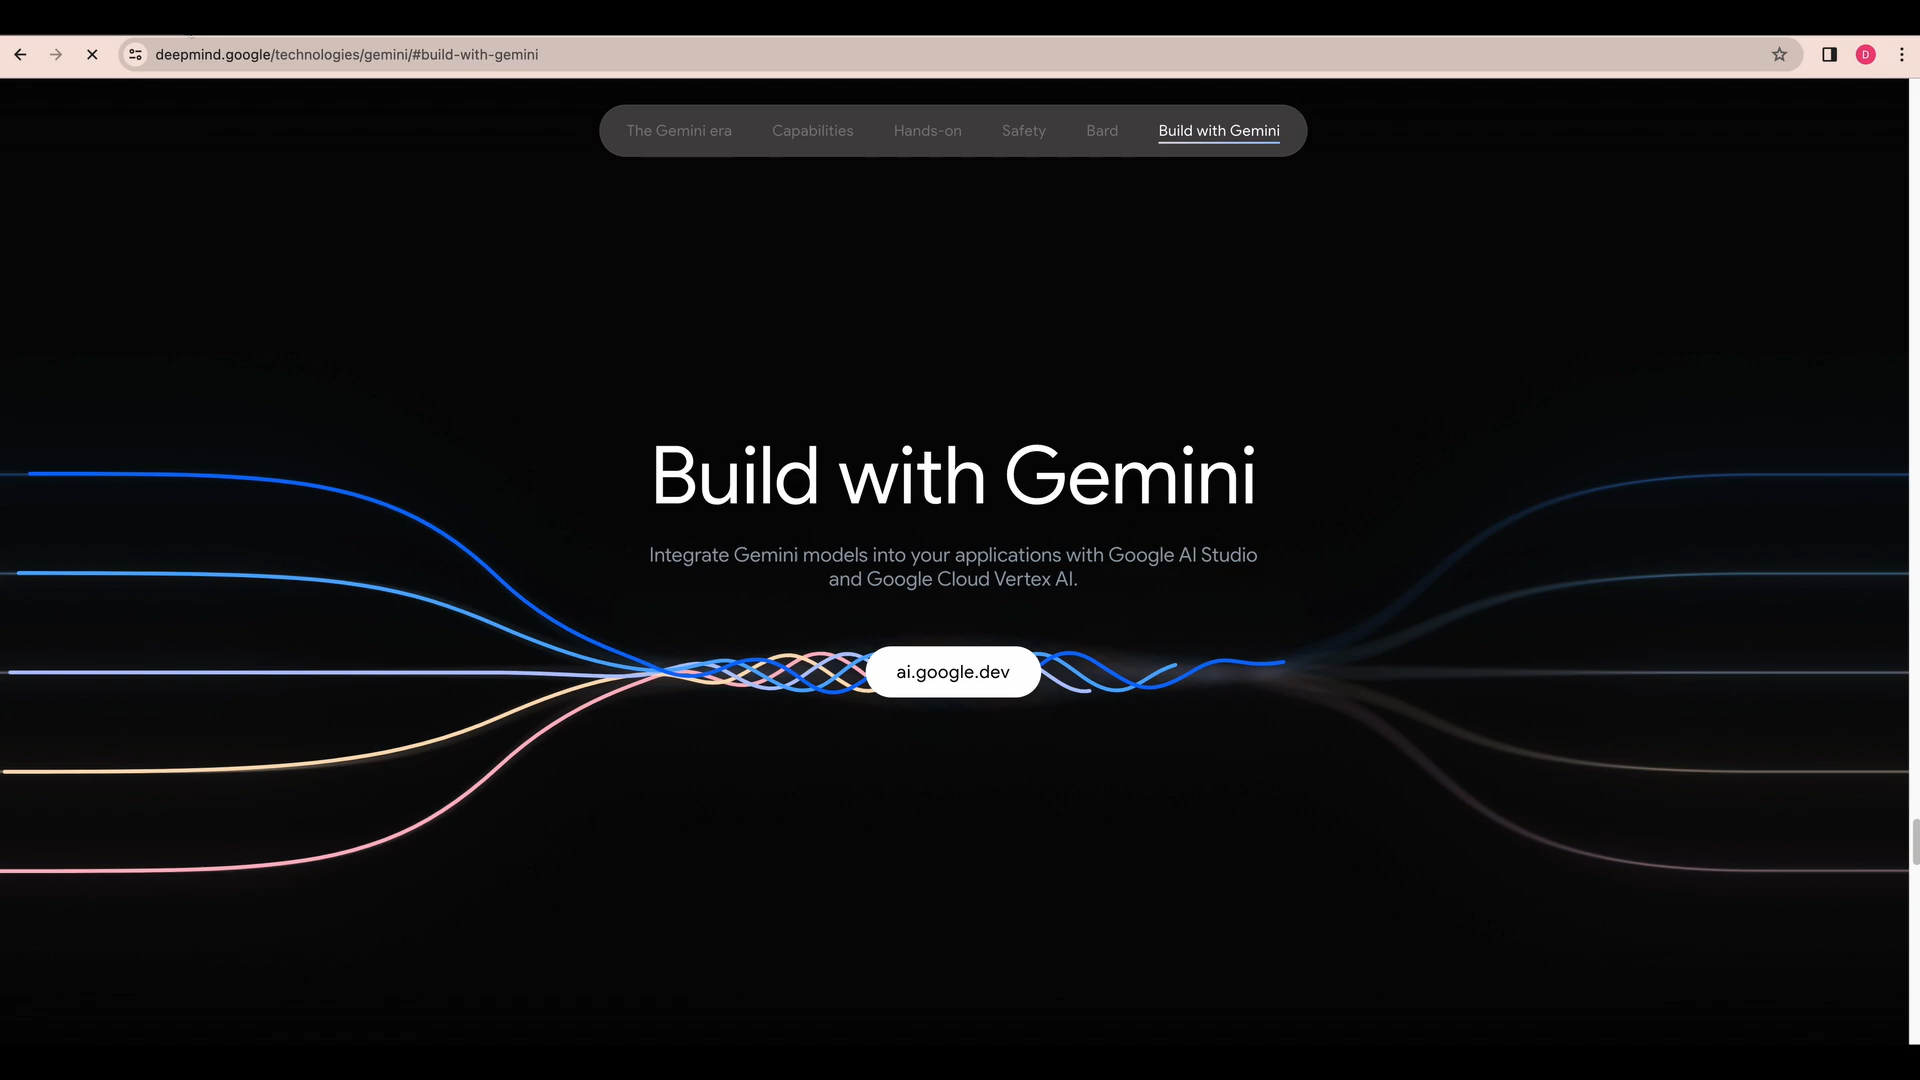 deepmind.google/technologies/gemini/#build-with-gemini
D
The Gemini era Capabilities Hands-on Safety Bard Build with Gemini
Build with Gemini
Integrate Gemini models into your applications with Google AI Studio
and Google Cloud Vertex AI.
ai.google.dev